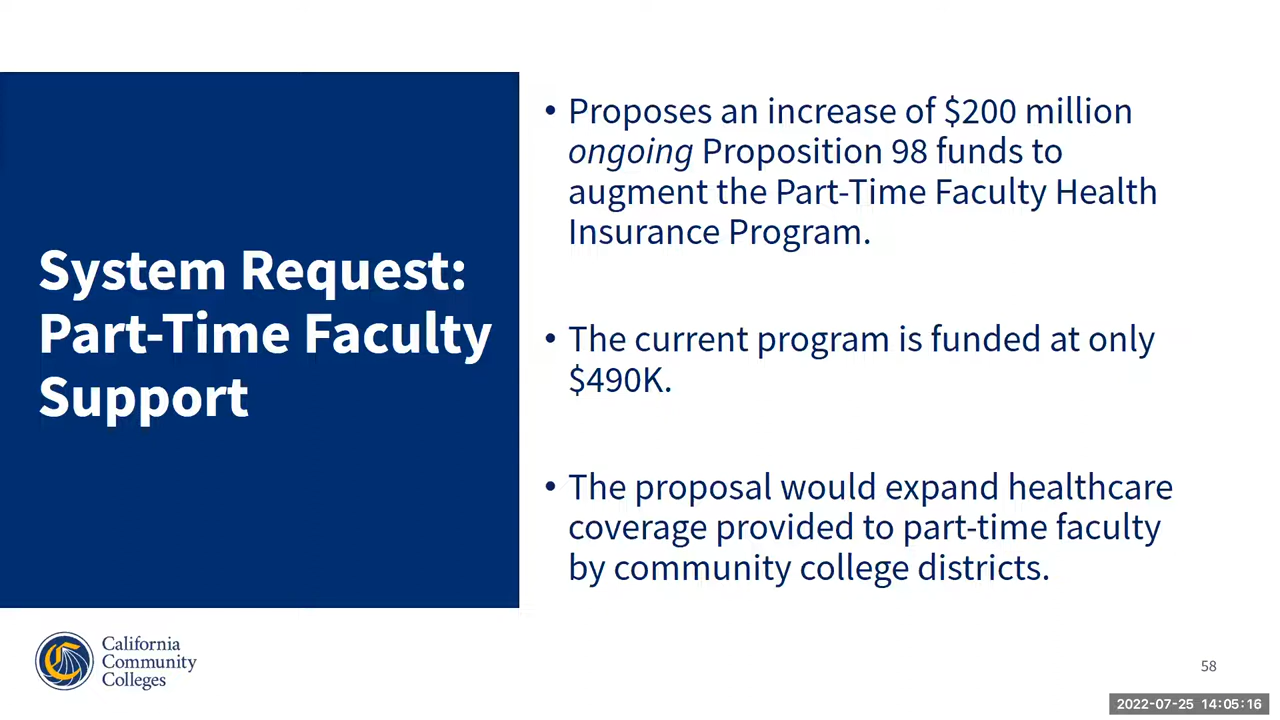 System Request:
Part-Time Faculty
Support
• Proposes an increase of $200 million
ongoing Proposition 98 funds to
augment the Part-Time Faculty Health
Insurance Program.
• The current program is funded at only
$490K.
• The proposal would expand healthcare
coverage provided to part-time faculty
by community college districts.
California
Community
Colleges
58
2022-07-25 14:05:16